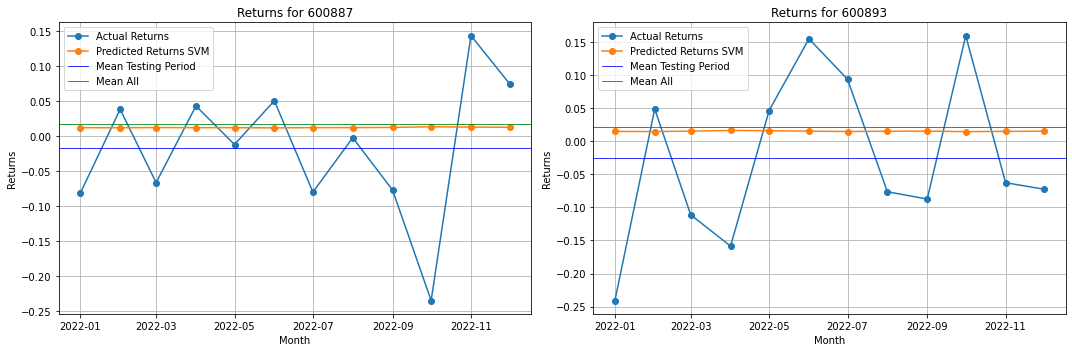 Returns for 600887
Actual Returns
Predicted Returns SVM
Mean Testing Period
Mean All
0.15
0.10
0.05
0.00
−0.05
−0.10
−0.15
−0.20
−0.25
Returns
2022-01 2022-03 2022-05 2022-07 2022-09 2022-11
Month
Returns for 600893
Actual Returns
Predicted Returns SVM
Mean Testing Period
Mean All
0.15
0.10
0.05
0.00
−0.05
−0.10
−0.15
−0.20
−0.25
Returns
2022-01 2022-03 2022-05 2022-07 2022-09 2022-11
Month